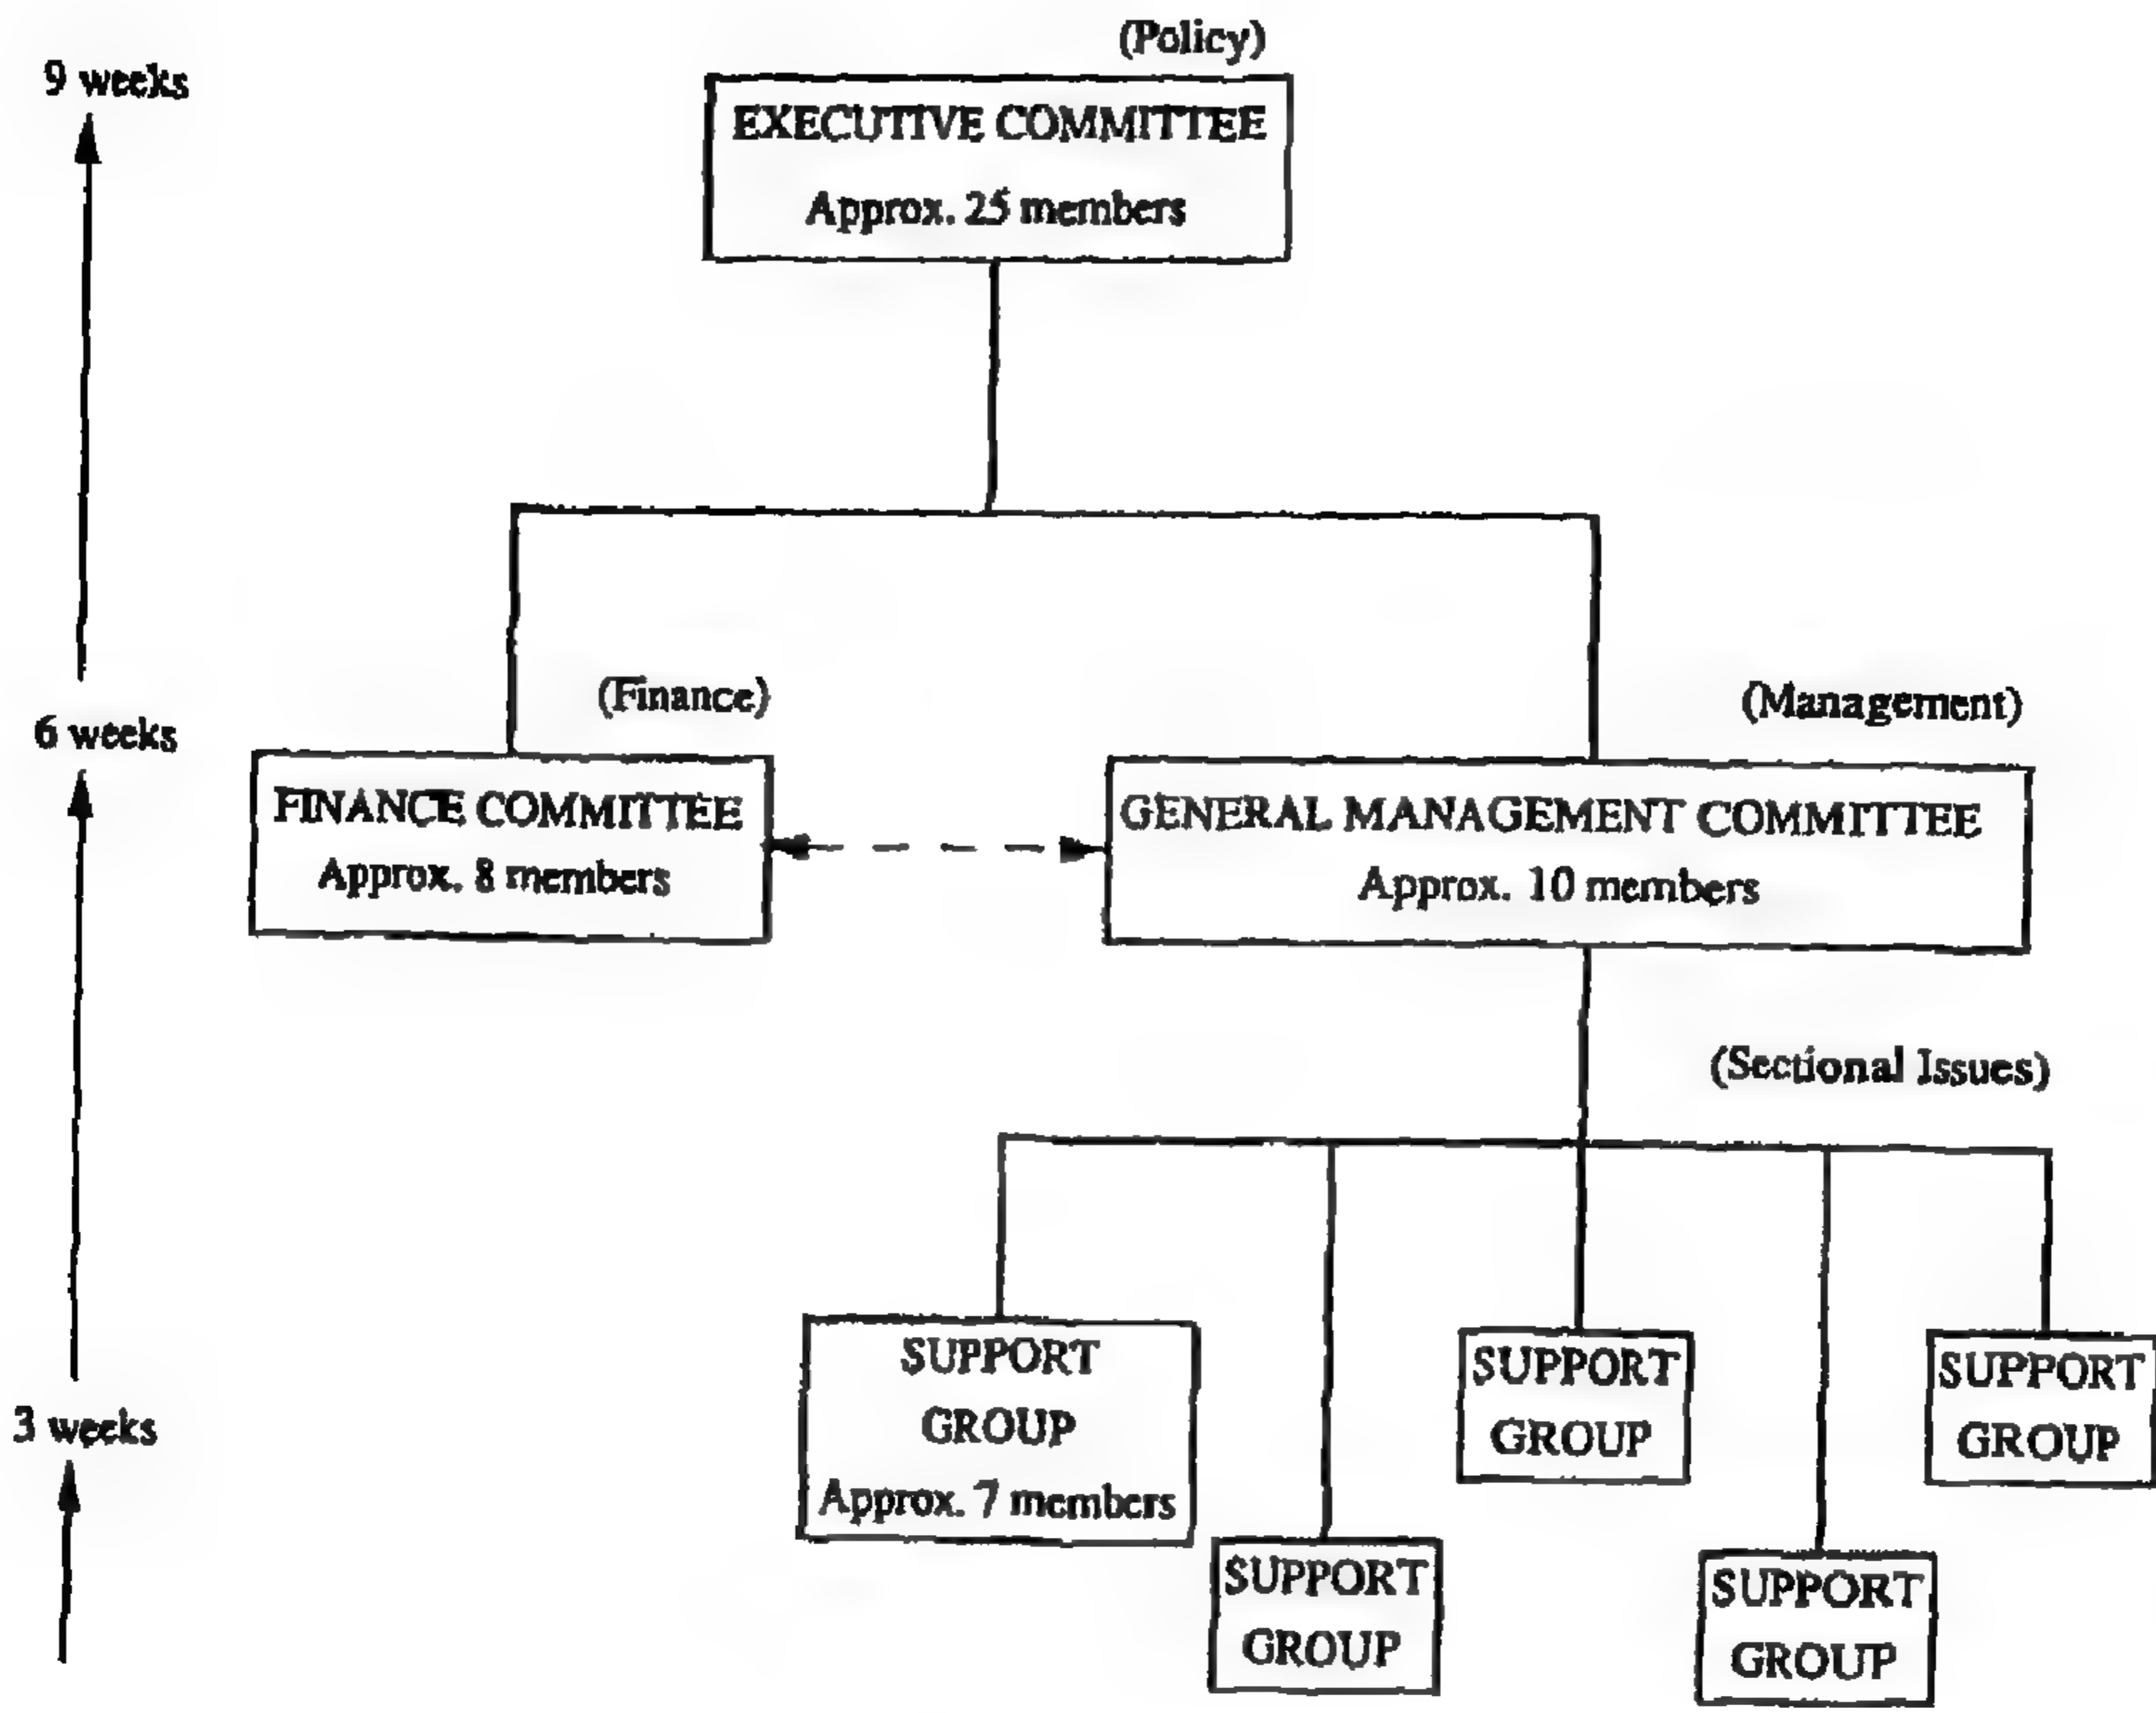 (Policy)
9 weeks
EXECUTIVE COMMITTEE
Approx. 25 members
(Finance)
(Management)
6 weeks
FINANCE COMMITTEE
Approx. 8 members
GENERAL MANAGEMENT COMMITTEE
Approx. 10 members
(Sectional Issues)
3 weeks
SUPPORT
GROUP
Approx. 7 members
SUPPORT
GROUP
SUPPORT
GROUP
SUPPORT
GROUP
SUPPORT
GROUP